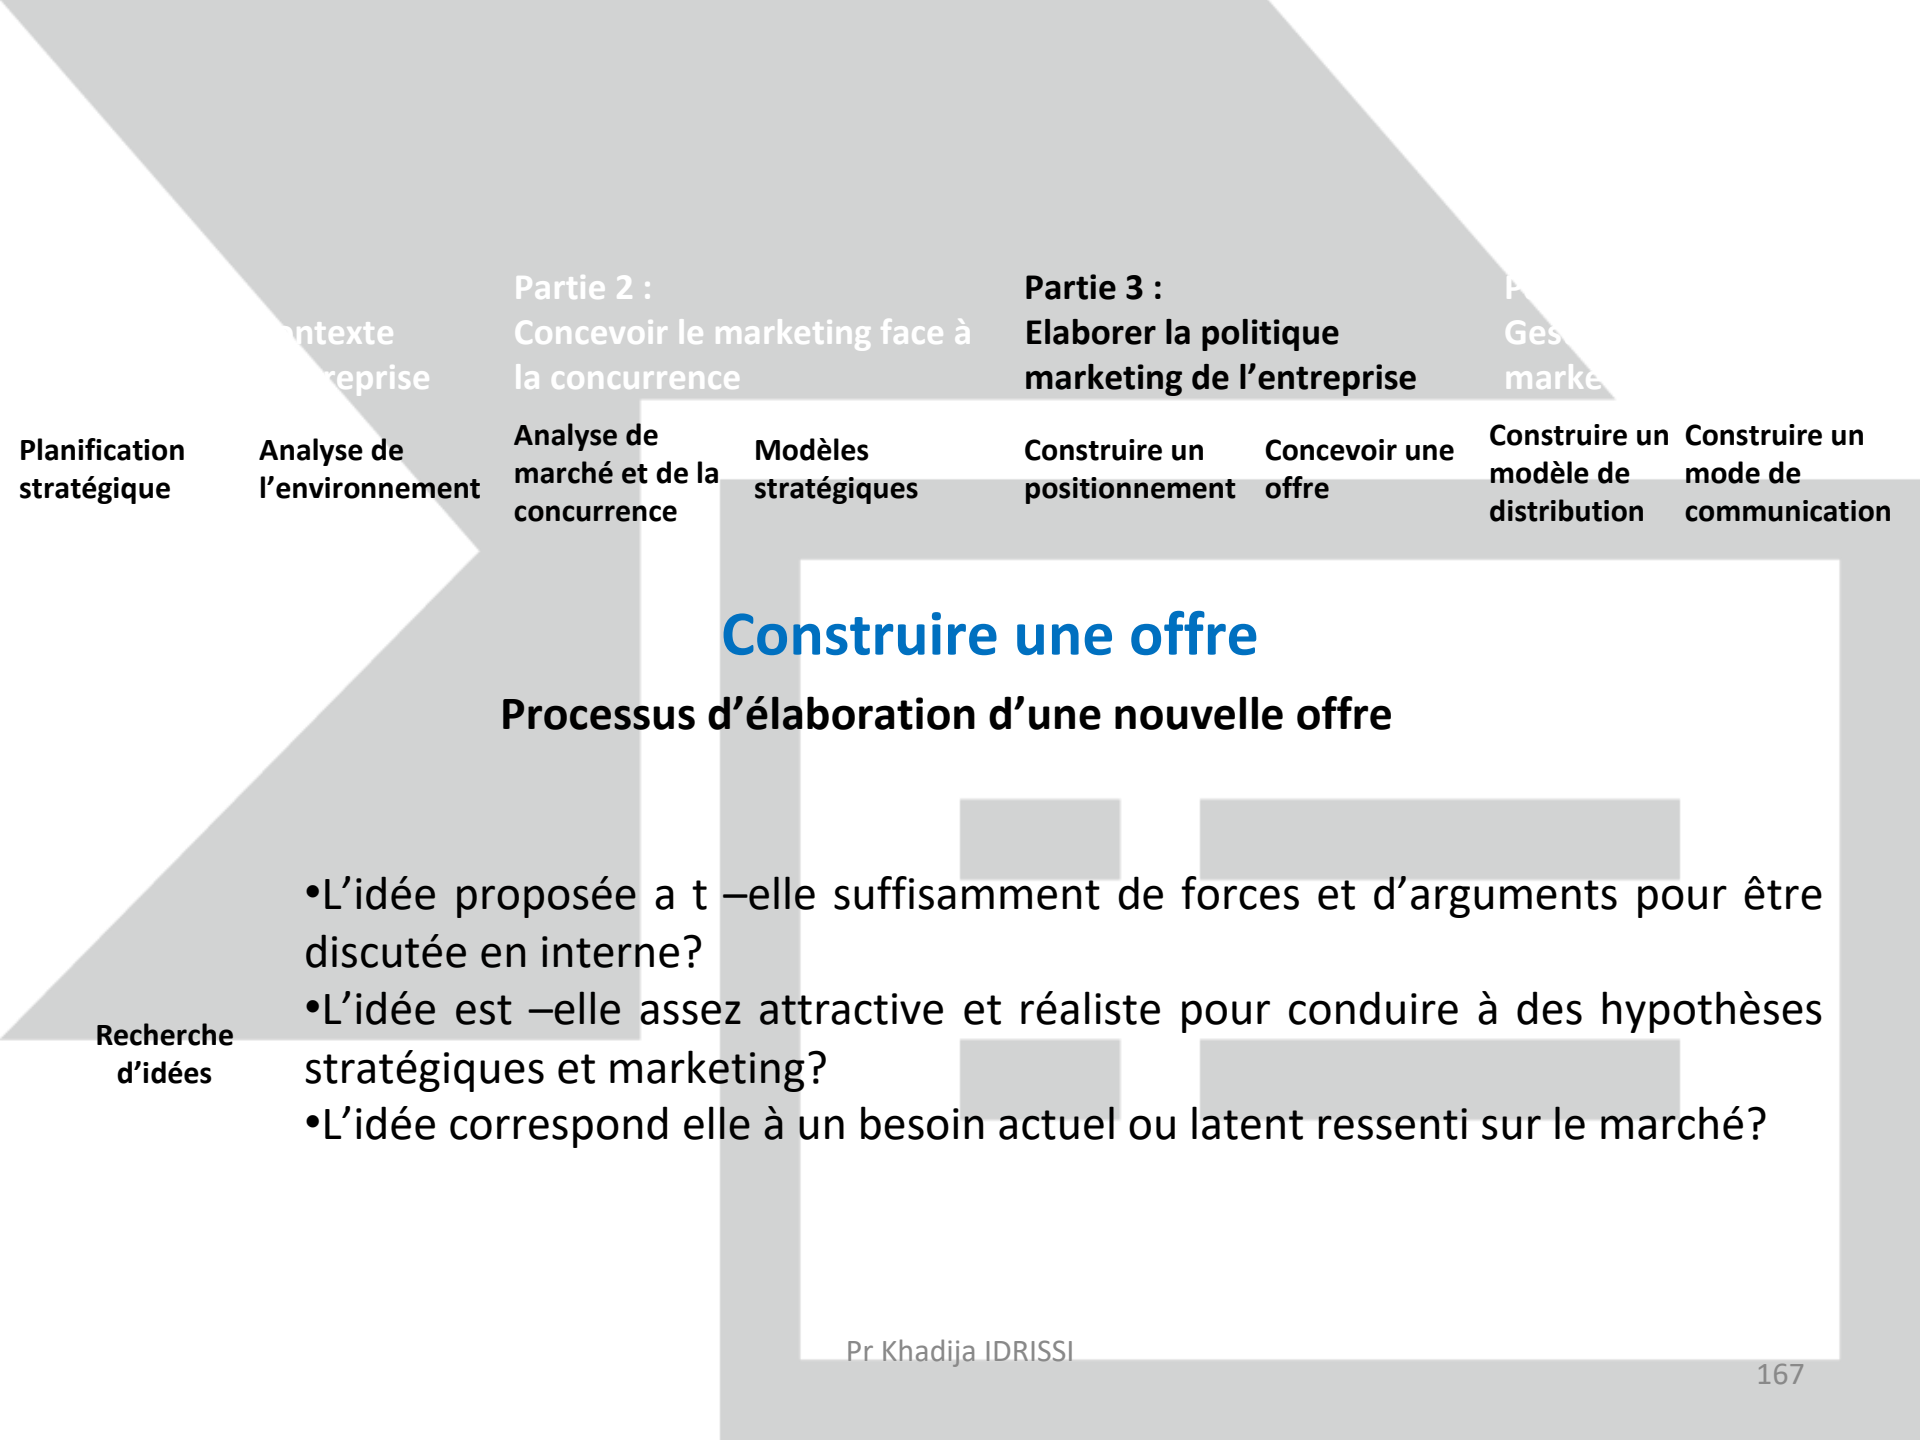 Partie 2 :
Concevoir le marketing face à
la concurrence
Partie 3 :
Elaborer la politique
marketing de l’entreprise
Planification
stratégique
Analyse de
l’environnement
Analyse de
marché et de la
concurrence
Modèles
stratégiques
Construire un
positionnement
Concevoir une
offre
Construire un
modèle de
distribution
Construire un
mode de
communication
Construire une offre
Processus d’élaboration d’une nouvelle offre
Recherche
d’idées
•L’idée proposée a t –elle suffisamment de forces et d’arguments pour être
discutée en interne?
•L’idée est –elle assez attractive et réaliste pour conduire à des hypothèses
stratégiques et marketing?
•L’idée correspond elle à un besoin actuel ou latent ressenti sur le marché?
Pr Khadija IDRISSI
167